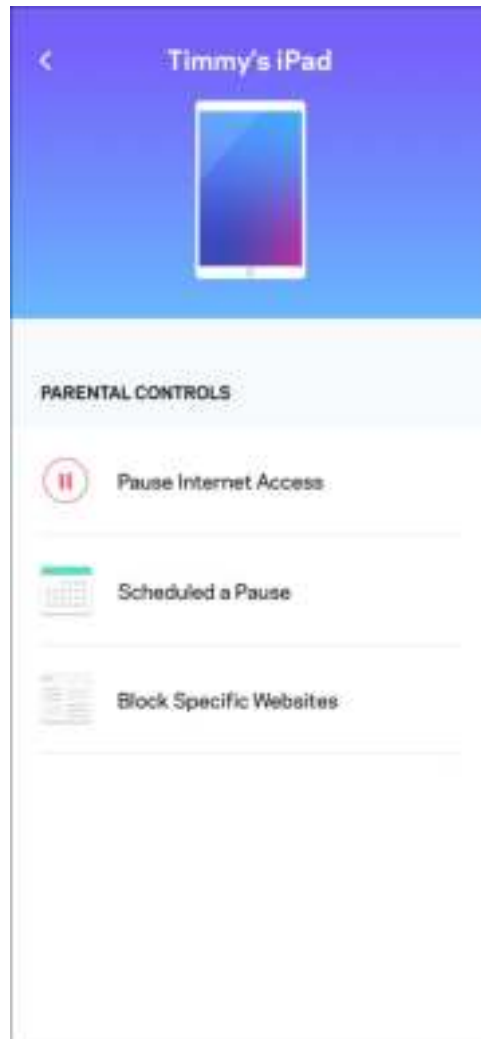 Timmy's iPad
PARENTAL CONTROLS
Pause Internet Access
Scheduled a Pause
Block Specific Websites